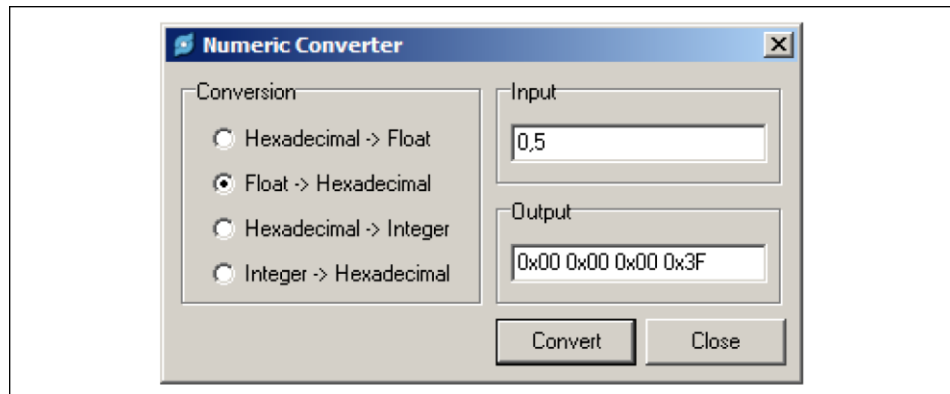 Numeric Converter
Conversion
Hexadecimal -> Float
Float -> Hexadecimal
Hexadecimal -> Integer
Integer -> Hexadecimal
Input
0,5
Output
0x00 0x00 0x00 0x3F
Convert
Close